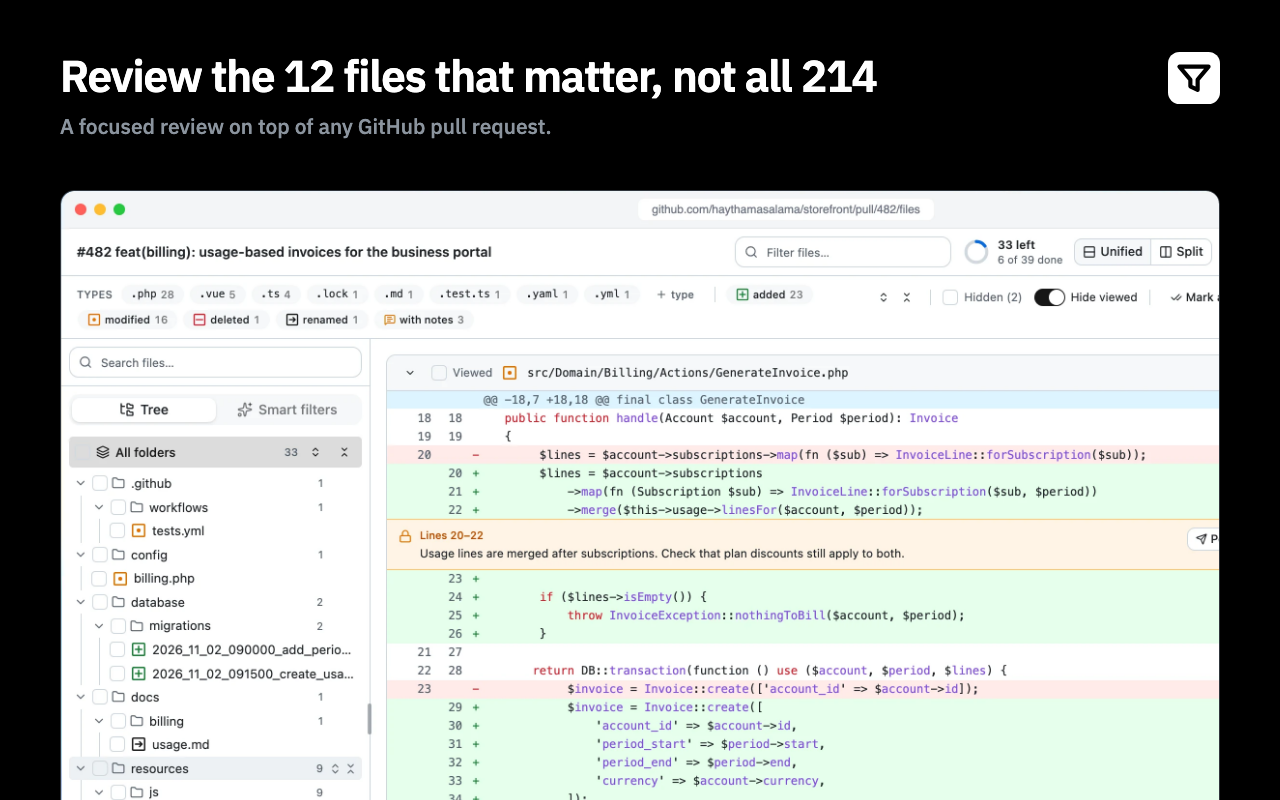 Review the 12 files that matter, not all 214
A focused review on top of any GitHub pull request.
github.com/haythamasalama/storefront/pull/482/files
#482 feat(billing): usage-based invoices for the business portal
Filter files...
33 left
6 of 39 done
Unified
Split
TYPES .php 28 .vue 5 .ts 4 .lock 1 .md 1 .test.ts 1 .yaml 1 .yml 1 + type added 23
Hidden (2) Hide viewed Mark a
modified 16 deleted 1 renamed 1 with notes 3
Search files...
Tree Smart filters
All folders 33
.github 1
workflows 1
tests.yml
config 1
billing.php
database 2
migrations 2
2026_11_02_090000_add_perio...
2026_11_02_091500_create_usa...
docs 1
billing 1
usage.md
resources 9
js 9
Viewed src/Domain/Billing/Actions/GenerateInvoice.php
@@ -18,7 +18,18 @@ final class GenerateInvoice
18 18 public function handle(Account $account, Period $period): Invoice
19 19 {
20 - $lines = $account->subscriptions->map(fn ($sub) => InvoiceLine::forSubscription($sub));
20 + $lines = $account->subscriptions
21 + ->map(fn (Subscription $sub) => InvoiceLine::forSubscription($sub, $period))
22 + ->merge($this->usage->linesFor($account, $period));
Lines 20–22
Usage lines are merged after subscriptions. Check that plan discounts still apply to both.
23 +
24 + if ($lines->isEmpty()) {
25 + throw InvoiceException::nothingToBill($account, $period);
26 + }
21 27
22 28 return DB::transaction(function () use ($account, $period, $lines) {
23 - $invoice = Invoice::create(['account_id' => $account->id]);
29 + $invoice = Invoice::create([
30 + 'account_id' => $account->id,
31 + 'period_start' => $period->start,
32 + 'period_end' => $period->end,
33 + 'currency' => $account->currency,
34 + ]);